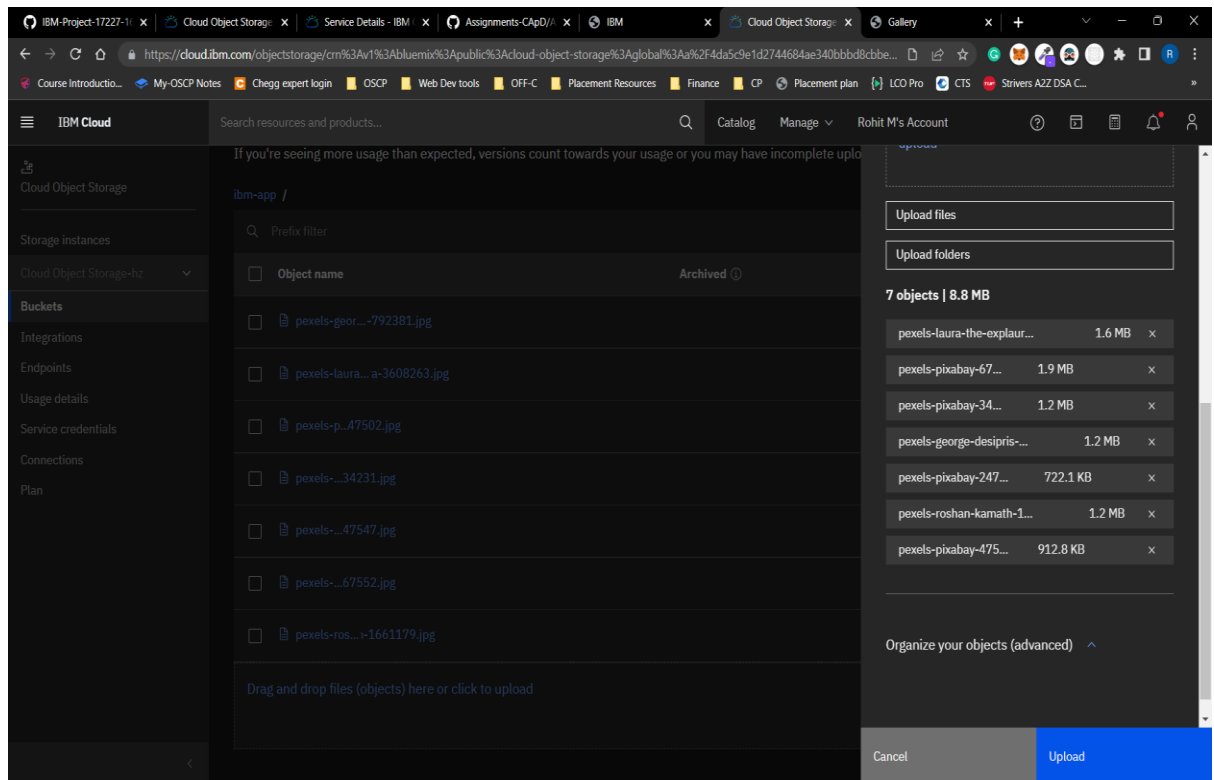 IBM-Project-17227-1 Cloud Object Storage Service Details - IBM Assignments-CApD/A IBM Cloud Object Storage Gallery
https://cloud.ibm.com/objectstorage/crn%3Av1%3Abluemix%3Apublic%3Acloud-object-storage%3Aglobal%3Aa%2F4da5c9e1d2744684ae340bbbd8cbbe...
Course Introductio... My-OSCP Notes Chegg expert login OSCP Web Dev tools OFF-C Placement Resources Finance CP Placement plan LCO Pro CTS Strivers A2Z DSA C... »
IBM Cloud Search resources and products... Catalog Manage Rohit M's Account
If you're seeing more usage than expected, versions count towards your usage or you may have incomplete uplo
upload
Cloud Object Storage
ibm-app /
Upload files
Prefix filter
Storage instances
Upload folders
Cloud Object Storage-hz
Object name Archived
7 objects | 8.8 MB
Buckets
pexels-geor...-792381.jpg
pexels-laura-the-explaur... 1.6 MB
Integrations
Endpoints
pexels-laura...a-3608263.jpg
pexels-pixabay-67... 1.9 MB
Usage details
pexels-pixabay-34... 1.2 MB
Service credentials
pexels-p..47502.jpg
pexels-george-desipris-... 1.2 MB
Connections
pexels-...34231.jpg
pexels-pixabay-247... 722.1 KB
Plan
pexels-roshan-kamath-1... 1.2 MB
pexels-...47547.jpg
pexels-pixabay-475... 912.8 KB
pexels-...67552.jpg
pexels-ros...-1661179.jpg
Organize your objects (advanced)
Drag and drop files (objects) here or click to upload
Cancel Upload